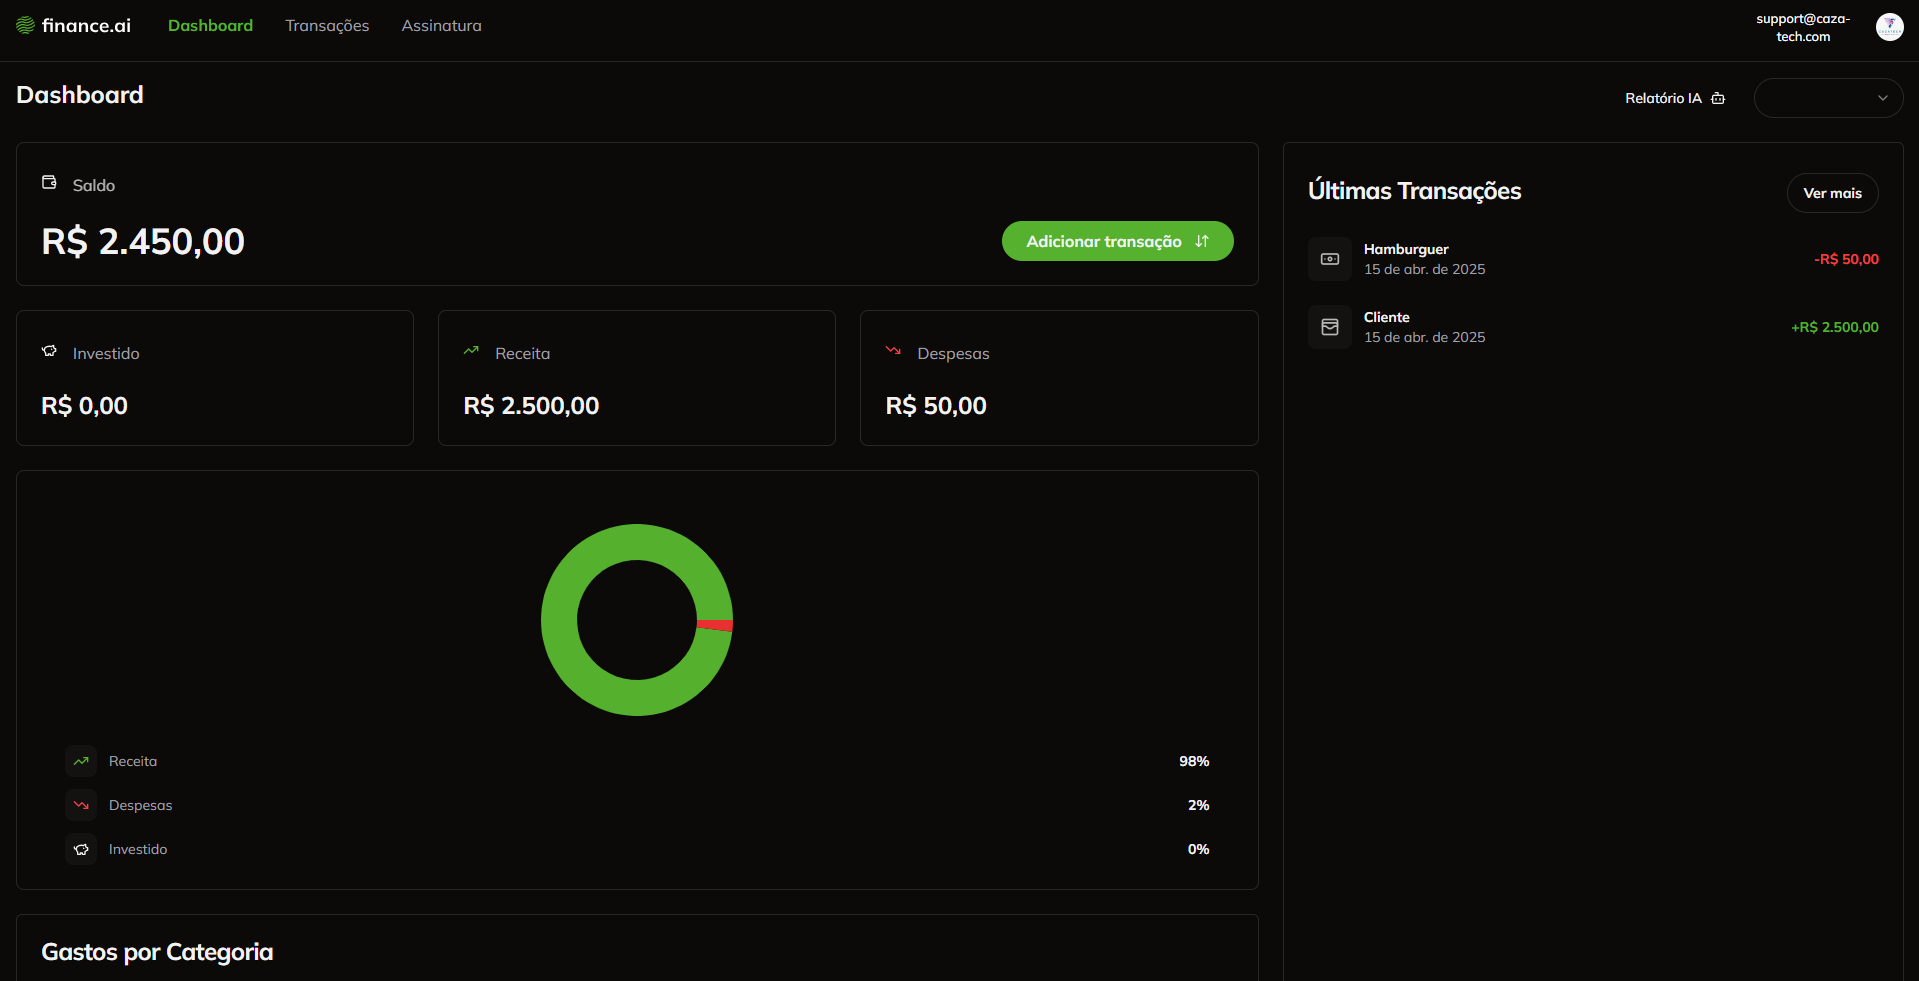 finance.ai
Dashboard
Transações
Assinatura
support@caza-
tech.com
Dashboard
Relatório IA
Saldo
R$ 2.450,00
Adicionar transação
Investido
R$ 0,00
Receita
R$ 2.500,00
Despesas
R$ 50,00
Receita
98%
Despesas
2%
Investido
0%
Gastos por Categoria
Últimas Transações
Ver mais
Hamburguer
15 de abr. de 2025
-R$ 50,00
Cliente
15 de abr. de 2025
+R$ 2.500,00